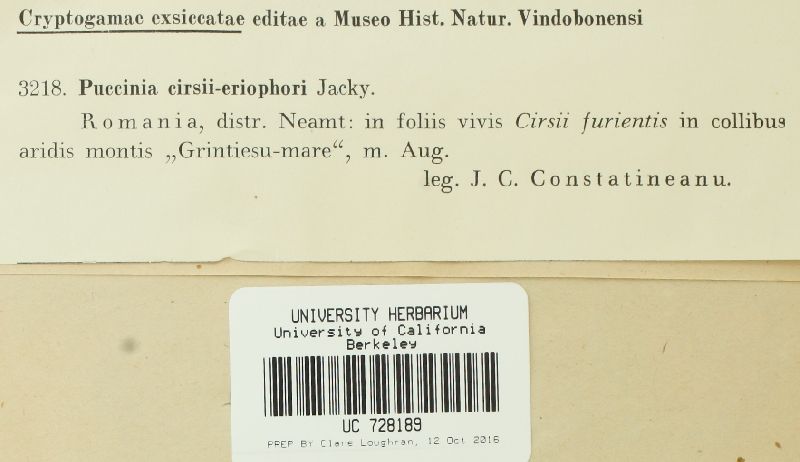 Cryptogamae exsiccatae editae a Museo Hist. Natur. Vindobonensi
3218. Puccinia cirsii-eriophori Jacky.
Romania, distr. Neamt: in foliis vivis Cirsii furientis in collibus
aridis montis „Grintiesu-mare“, m. Aug.
leg. J. C. Constatineanu.
UNIVERSITY HERBARIUM
University of California
Berkeley
UC 728189
PREP BY Clare Loughran, 12 Oct 2016